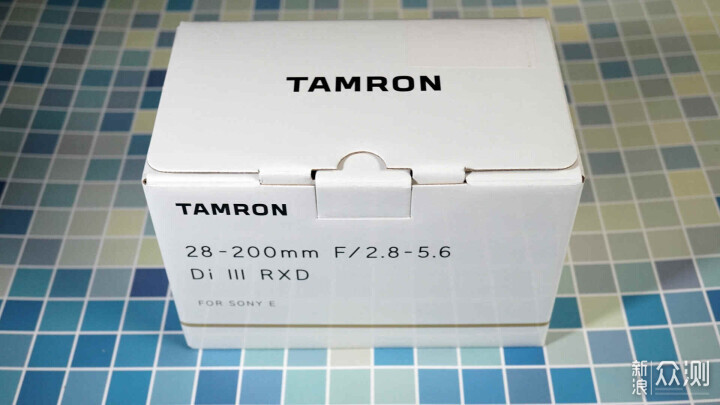 TAMRON
TAMRON
28-200mm F/2.8-5.6
Di III RXD
FOR SONY E
新浪 众测